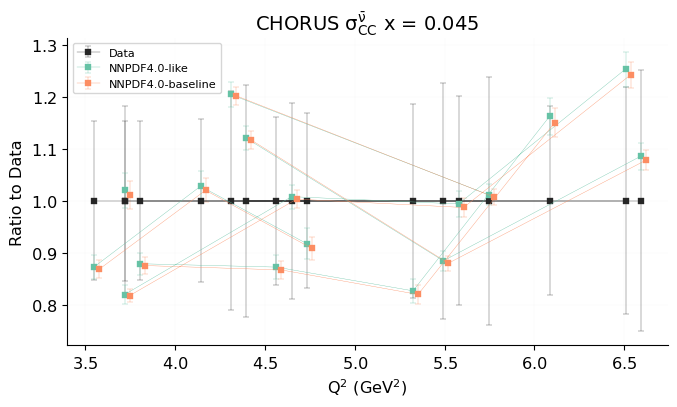 CHORUS σ^ν̄_CC x = 0.045
Data
NNPDF4.0-like
NNPDF4.0-baseline
Ratio to Data
1.3
1.2
1.1
1.0
0.9
0.8
3.5 4.0 4.5 5.0 5.5 6.0 6.5
Q² (GeV²)